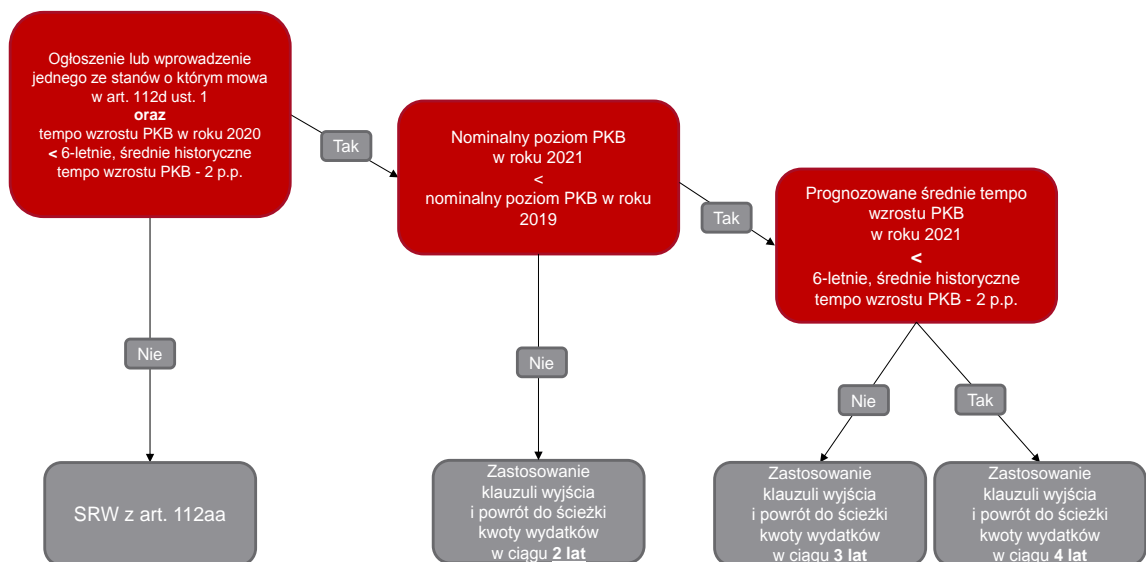 Ogłoszenie lub wprowadzenie
jednego ze stanów o którym mowa
w art. 112d ust. 1
oraz
tempo wzrostu PKB w roku 2020
< 6-letnie, średnie historyczne
tempo wzrostu PKB - 2 p.p.
Tak
Nominalny poziom PKB
w roku 2021
<
nominalny poziom PKB w roku
2019
Tak
Prognozowane średnie tempo
wzrostu PKB
w roku 2021
<
6-letnie, średnie historyczne
tempo wzrostu PKB - 2 p.p.
Nie
Nie
Nie
Tak
SRW z art. 112aa
Zastosowanie
klauzuli wyjścia
i powrót do ścieżki
kwoty wydatków
w ciągu 2 lat
Zastosowanie
klauzuli wyjścia
i powrót do ścieżki
kwoty wydatków
w ciągu 3 lat
Zastosowanie
klauzuli wyjścia
i powrót do ścieżki
kwoty wydatków
w ciągu 4 lat